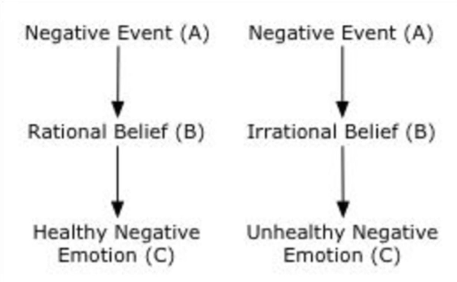 Negative Event (A)
Negative Event (A)
Rational Belief (B)
Irrational Belief (B)
Healthy Negative
Emotion (C)
Unhealthy Negative
Emotion (C)